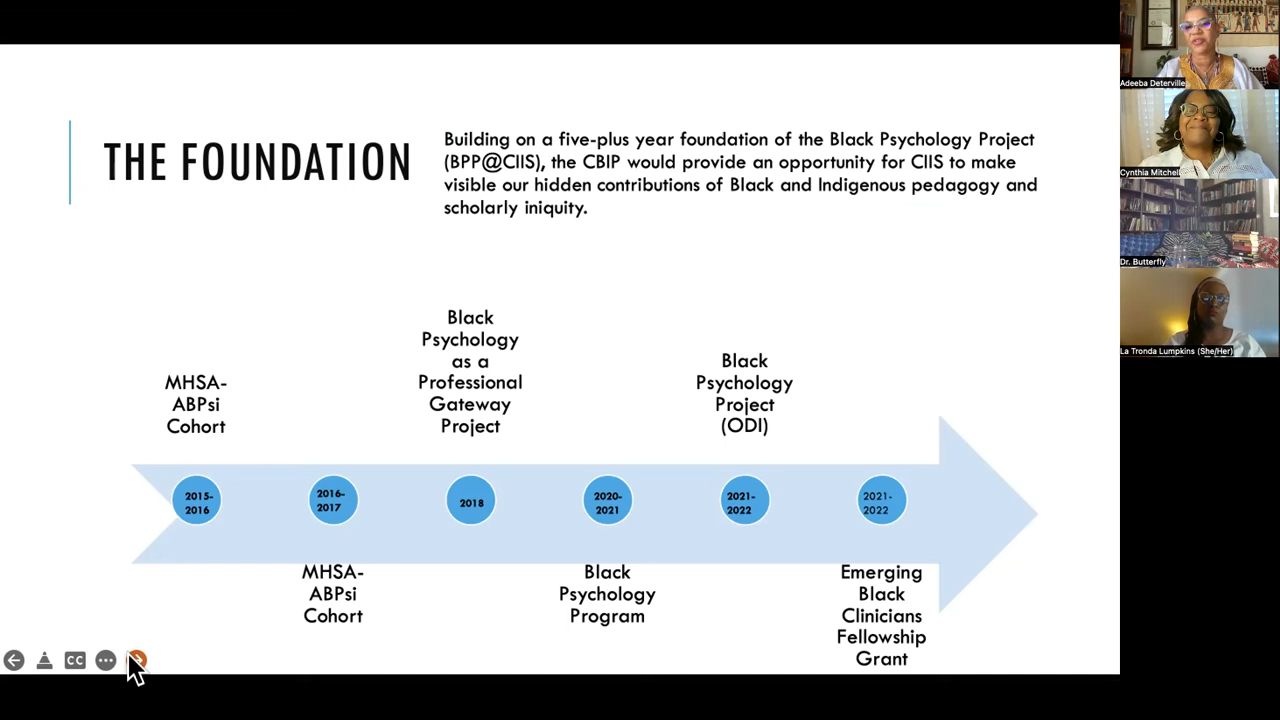 THE FOUNDATION
Building on a five-plus year foundation of the Black Psychology Project
(BPP@CIIS), the CBIP would provide an opportunity for CIIS to make
visible our hidden contributions of Black and Indigenous pedagogy and
scholarly iniquity.
MHSA-
ABPsi
Cohort
Black
Psychology
as a
Professional
Gateway
Project
Black
Psychology
Project
(ODI)
2015-
2016
2016-
2017
2018
2020-
2021
2021-
2022
2021-
2022
MHSA-
ABPsi
Cohort
Black
Psychology
Program
Emerging
Black
Clinicians
Fellowship
Grant
CC
Adeeba Deterville
Cynthia Mitchell
Dr. Butterfly
La Tronda Lumpkins (She/Her)